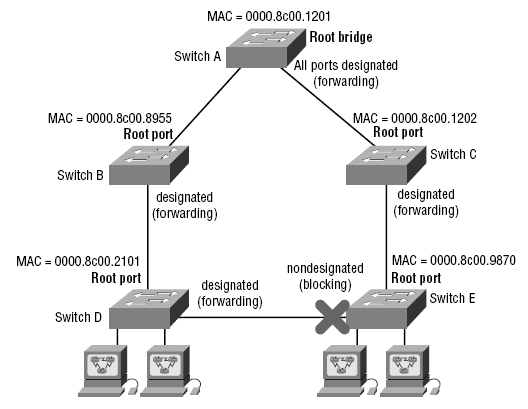 MAC = 0000.8c00.1201
Root bridge
Switch A
All ports designated
(forwarding)
MAC = 0000.8c00.8955
Root port
Switch B
MAC = 0000.8c00.1202
Root port
Switch C
designated
(forwarding)
designated
(forwarding)
MAC = 0000.8c00.2101
Root port
Switch D
designated
(forwarding)
nondesignated
(blocking)
MAC = 0000.8c00.9870
Root port
Switch E